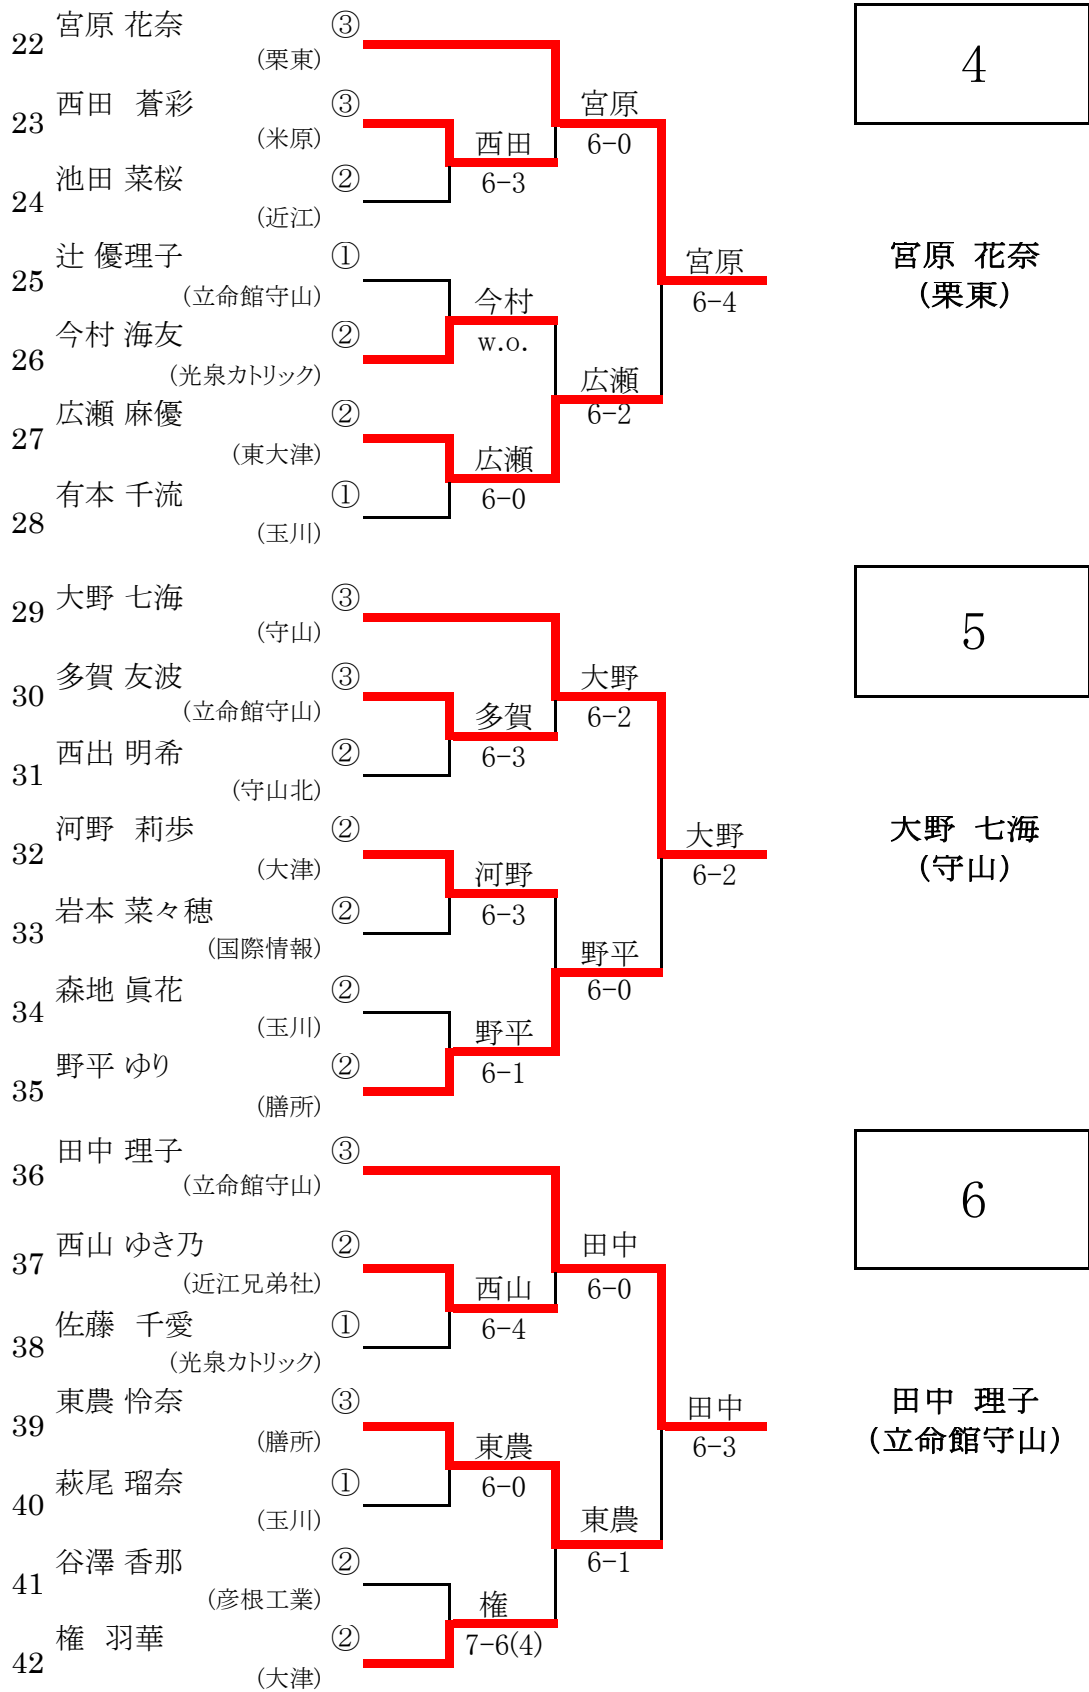 22 宮原 花奈 ③
(栗東)
23 西田 蒼彩 ③
(米原)
24 池田 菜桜 ②
(近江)
25 辻 優理子 ①
(立命館守山)
26 今村 海友 ②
(光泉カトリック)
27 広瀬 麻優 ②
(東大津)
28 有本 千流 ①
(玉川)
西田
6-3
今村
w.o.
広瀬
6-0
宮原
6-0
広瀬
6-2
宮原
6-4
4
宮原 花奈
(栗東)
29 大野 七海 ③
(守山)
30 多賀 友波 ③
(立命館守山)
31 西出 明希 ②
(守山北)
32 河野 莉歩 ②
(大津)
33 岩本 菜々穂 ②
(国際情報)
34 森地 眞花 ②
(玉川)
35 野平 ゆり ②
(膳所)
多賀
6-3
河野
6-3
野平
6-1
大野
6-2
野平
6-0
大野
6-2
5
大野 七海
(守山)
36 田中 理子 ③
(立命館守山)
37 西山 ゆき乃 ②
(近江兄弟社)
38 佐藤 千愛 ①
(光泉カトリック)
39 東農 怜奈 ③
(膳所)
40 萩尾 瑠奈 ①
(玉川)
41 谷澤 香那 ②
(彦根工業)
42 権 羽華 ②
(大津)
西山
6-4
東農
6-0
権
7-6(4)
田中
6-0
東農
6-1
田中
6-3
6
田中 理子
(立命館守山)